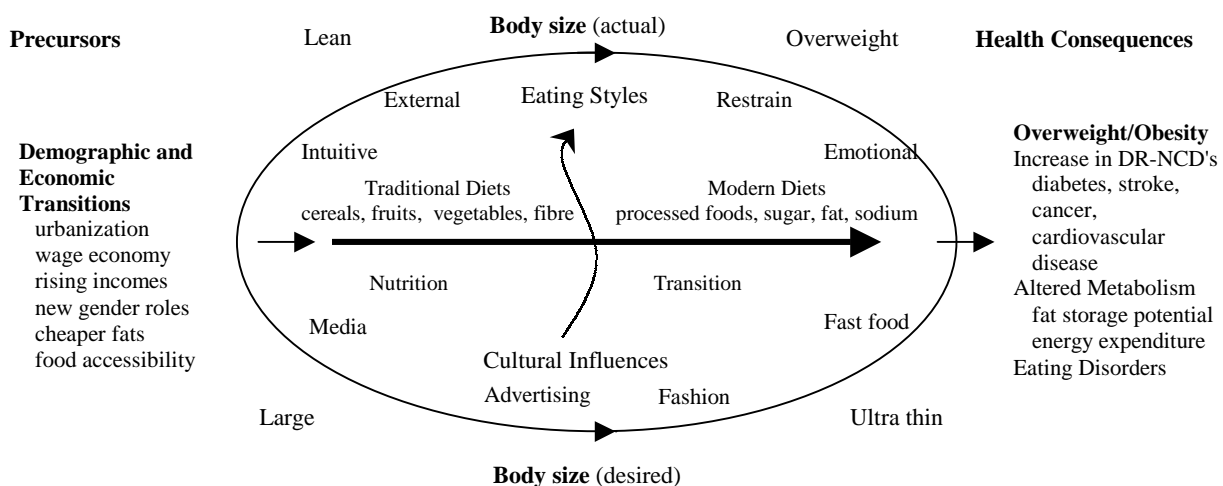 Precursors
Lean
Body size (actual)
Overweight
Health Consequences
External
Eating Styles
Restrain
Intuitive
Emotional
Demographic and
Economic
Transitions
urbanization
wage economy
rising incomes
new gender roles
cheaper fats
food accessibility
Traditional Diets
cereals, fruits, vegetables, fibre
Modern Diets
processed foods, sugar, fat, sodium
Nutrition
Transition
Media
Fast food
Cultural Influences
Advertising
Fashion
Overweight/Obesity
Increase in DR-NCD's
diabetes, stroke,
cancer,
cardiovascular
disease
Altered Metabolism
fat storage potential
energy expenditure
Eating Disorders
Large
Ultra thin
Body size (desired)